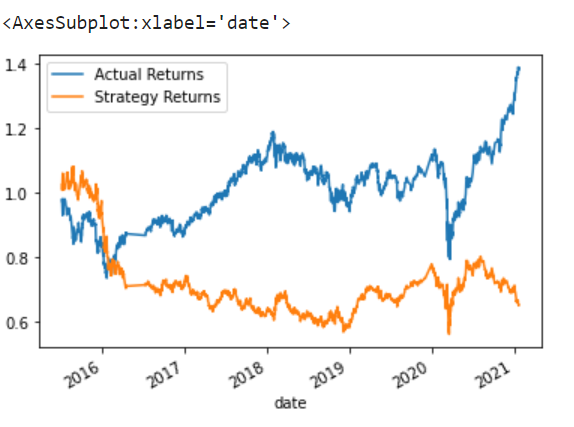 <AxesSubplot:xlabel='date'>
1.4
Actual Returns
Strategy Returns
1.2
1.0
0.8
0.6
2016
2017
2018
2019
2020
2021
date